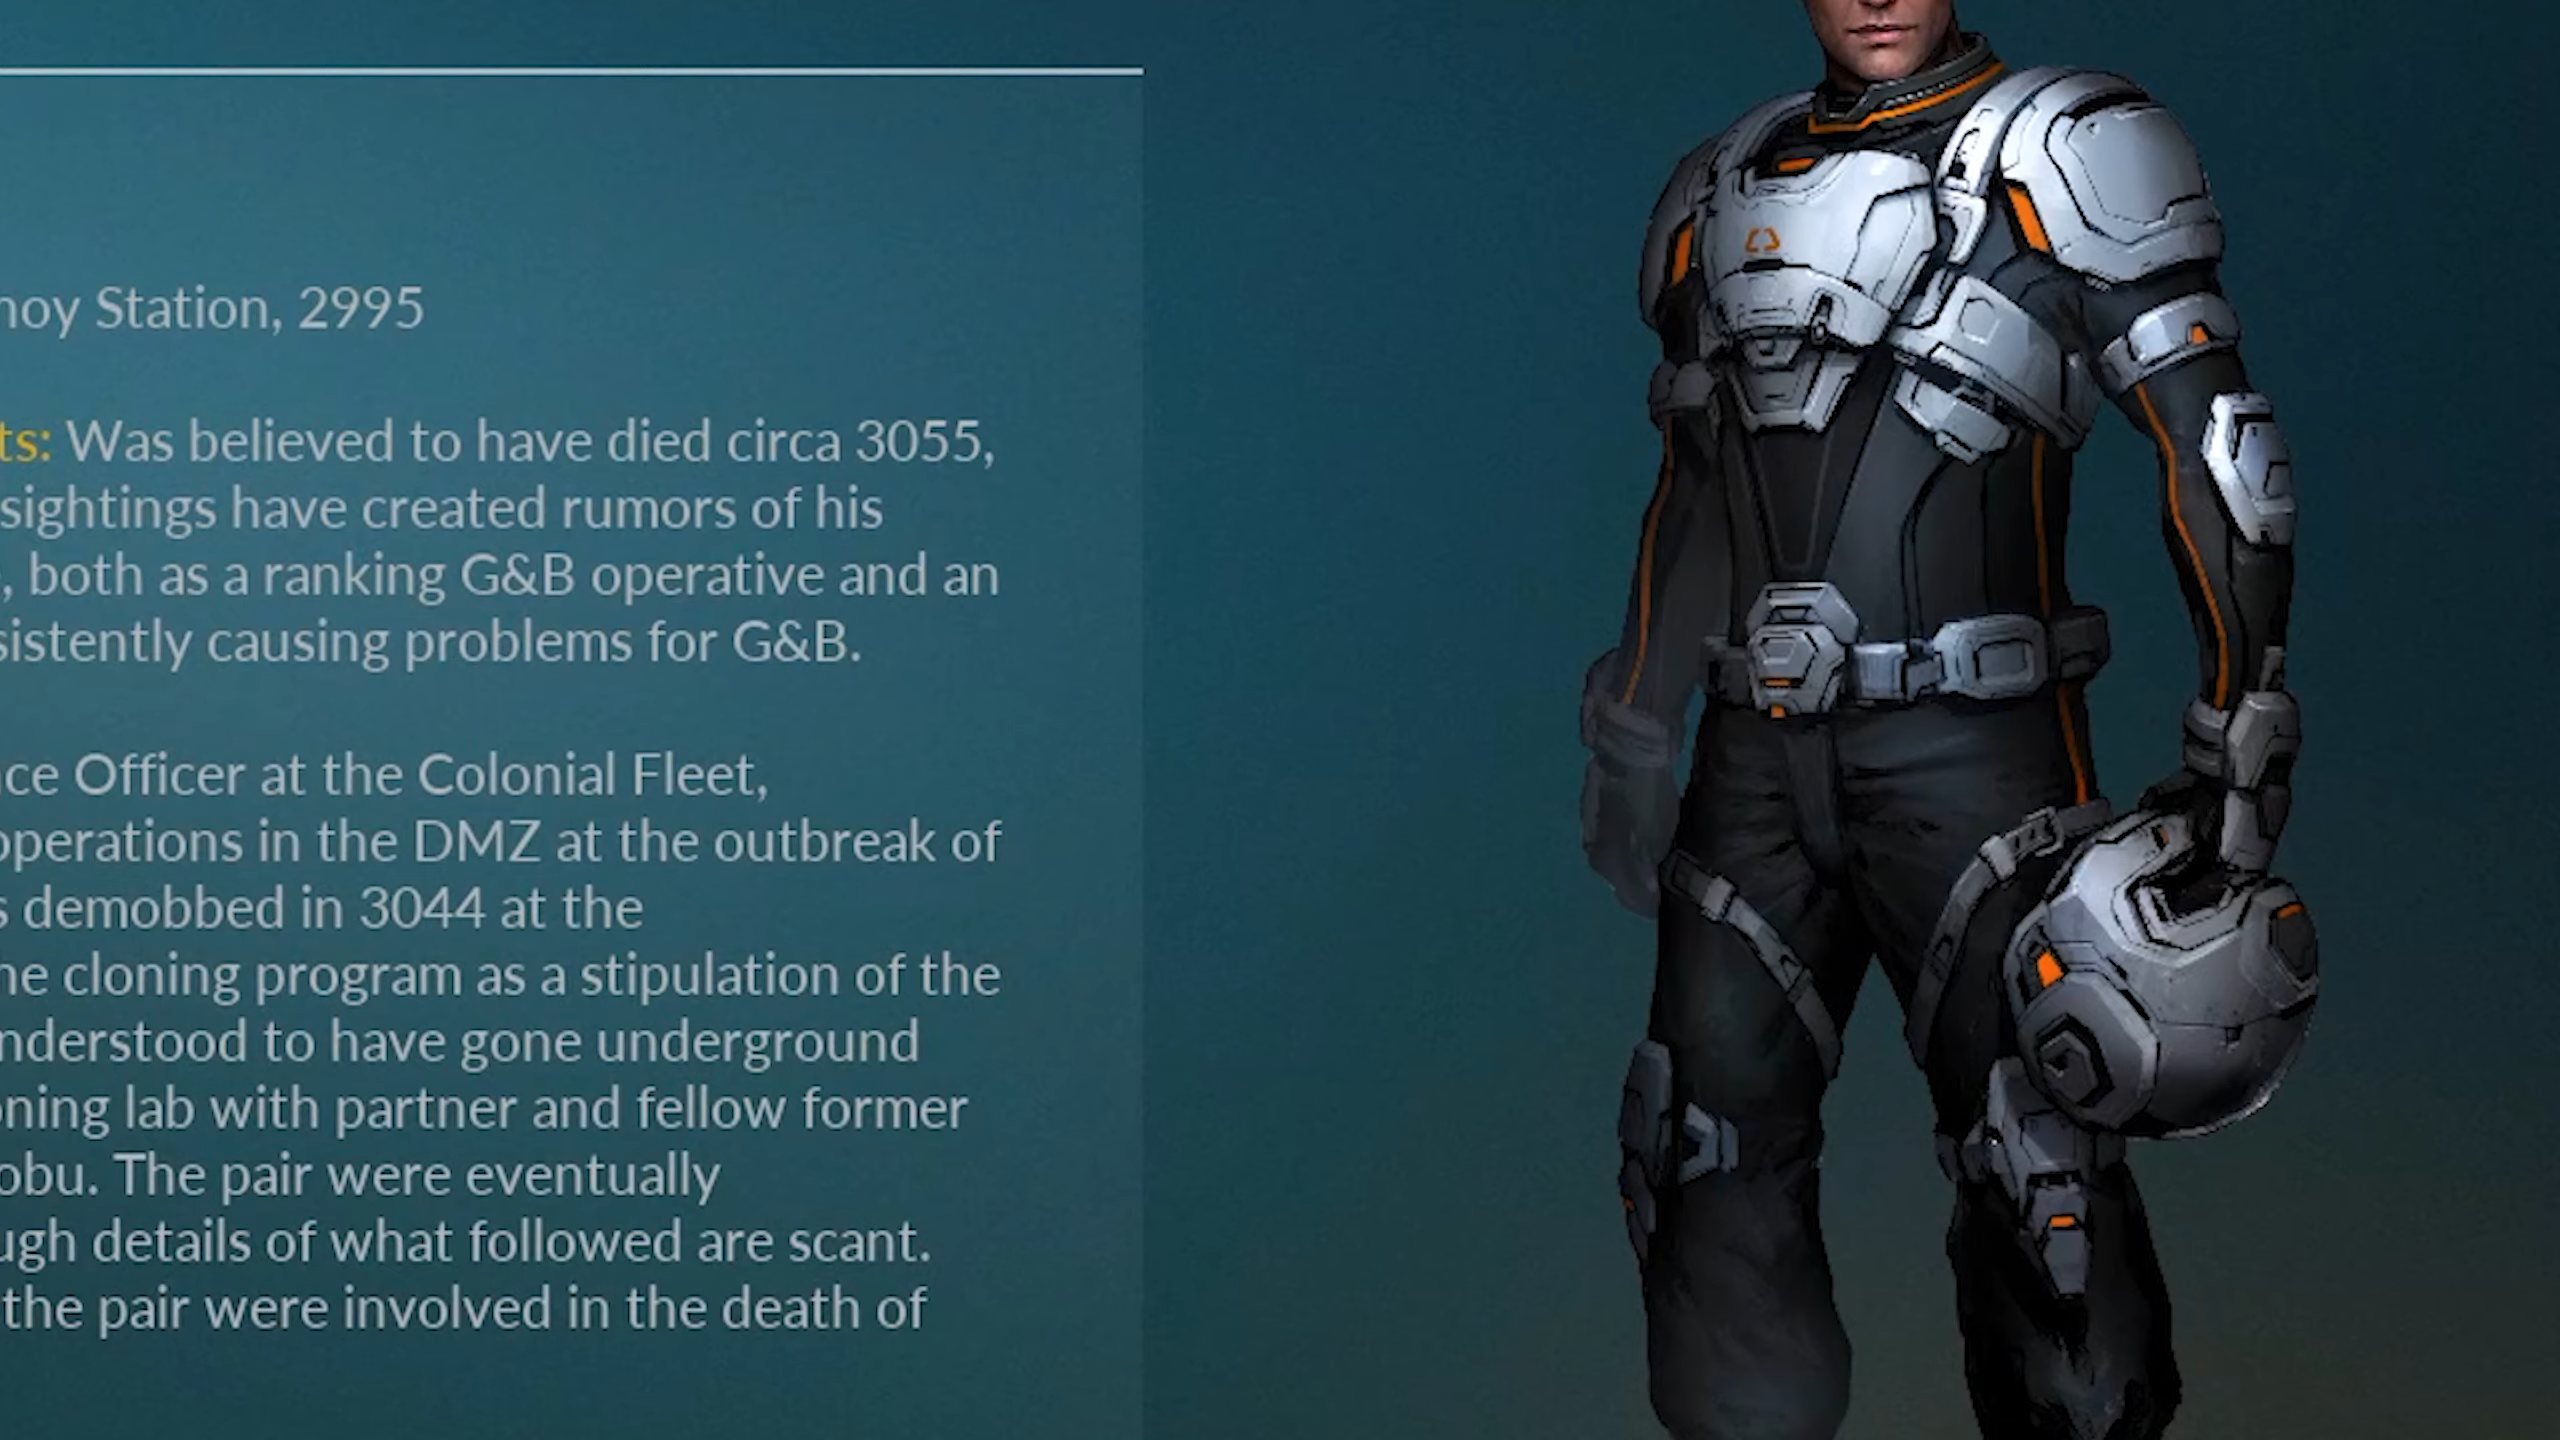 noy Station, 2995
ts: Was believed to have died circa 3055,
sightings have created rumors of his
, both as a ranking G&B operative and an
sistently causing problems for G&B.
ce Officer at the Colonial Fleet,
operations in the DMZ at the outbreak of
s demobbed in 3044 at the
ne cloning program as a stipulation of the
nderstood to have gone underground
ning lab with partner and fellow former
obu. The pair were eventually
ugh details of what followed are scant.
the pair were involved in the death of